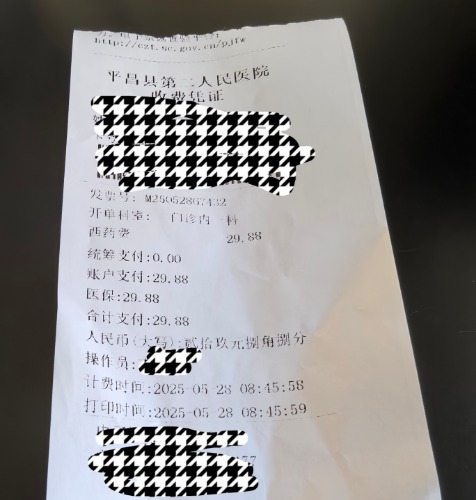 http://czt.sc.gov.cn/pjfw
平昌县第二人民医院
收费凭证
发票号: M25052867432
开单科室: 门诊内一科
西药费 29.88
统筹支付:0.00
账户支付:29.88
医保:29.88
合计支付:29.88
人民币(大写):贰拾玖元捌角捌分
操作员:
计费时间:2025-05-28 08:45:58
打印时间:2025-05-28 08:45:59